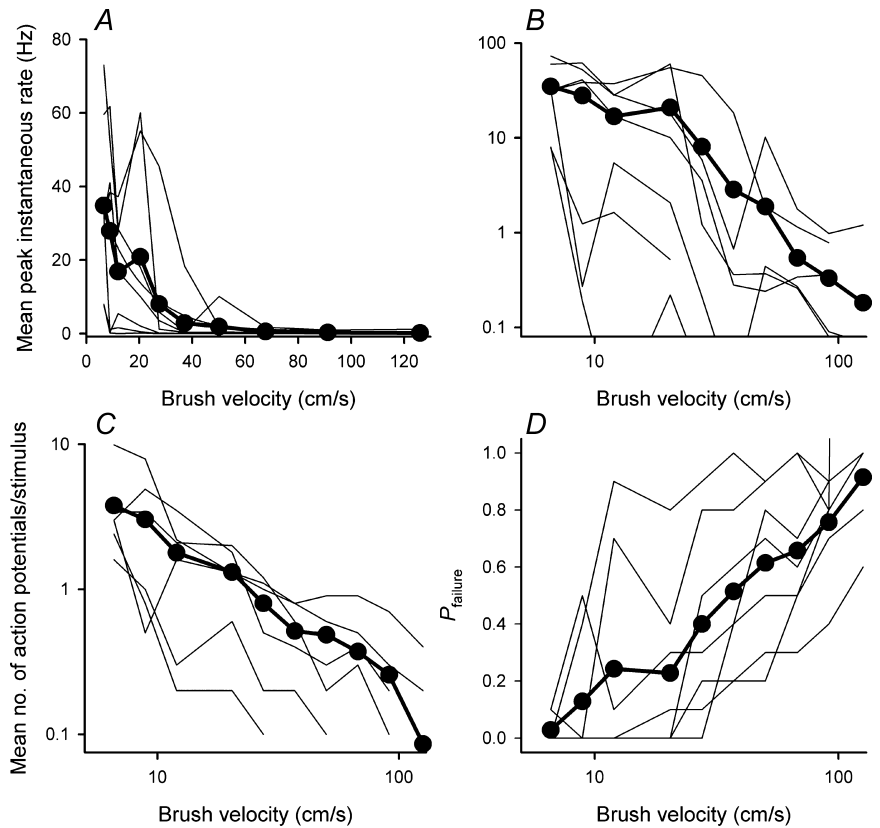 A
80
60
40
20
0
Mean peak instantaneous rate (Hz)
0 20 40 60 80 100 120
Brush velocity (cm/s)
B
100
10
1
0.1
10 100
Brush velocity (cm/s)
C
10
1
0.1
Mean no. of action potentials/stimulus
10 100
Brush velocity (cm/s)
D
1.0
0.8
0.6
0.4
0.2
0.0
Pfailure
10 100
Brush velocity (cm/s)